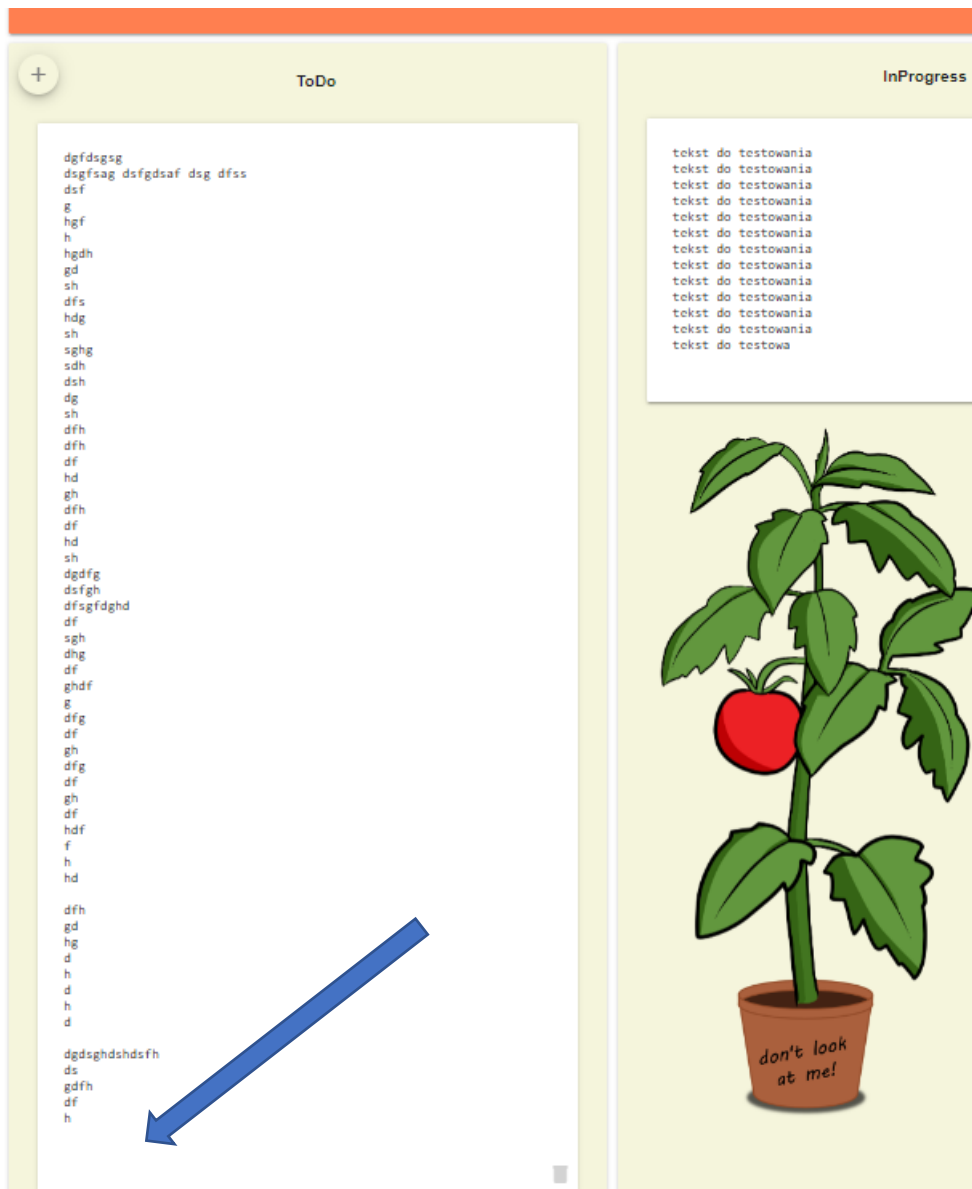 +
ToDo
dgfdsgsg
dsgfsag dsfgdsaf dsg dfss
dsf
g
hgf
h
hgdh
gd
sh
dfs
hdg
sh
sghg
sdh
dsh
dg
sh
dfh
dfh
df
hd
gh
dfh
df
hd
sh
dgdfg
dsfgh
dfsgfdghd
df
sgh
dhg
df
ghdf
g
dfg
df
gh
dfg
df
gh
df
hdf
f
h
hd
dfh
gd
hg
d
h
d
h
d
dgdsghdshdsfh
ds
gdfh
df
h
InProgress
tekst do testowania
tekst do testowania
tekst do testowania
tekst do testowania
tekst do testowania
tekst do testowania
tekst do testowania
tekst do testowania
tekst do testowania
tekst do testowania
tekst do testowania
tekst do testowania
tekst do testowa
don't look
at me!